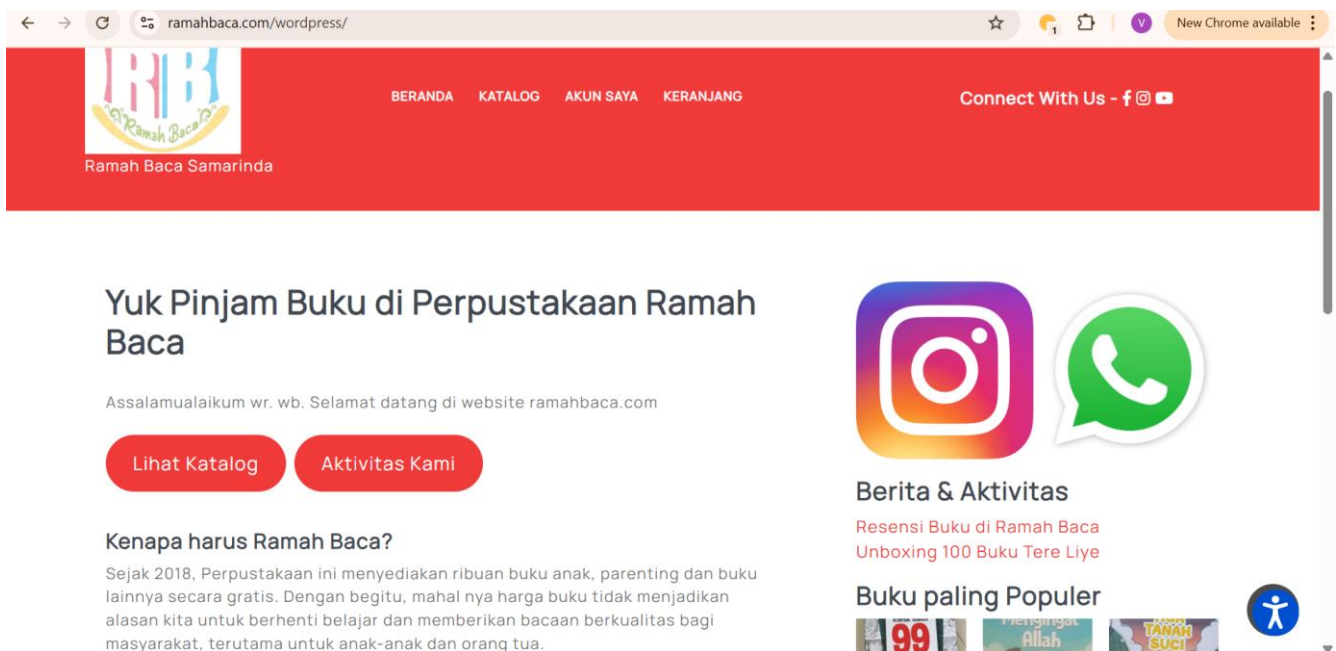 ramahbaca.com/wordpress/
1
V
New Chrome available
RB
Ramah Baca
Ramah Baca Samarinda
BERANDA KATALOG AKUN SAYA KERANJANG
Connect With Us -
Yuk Pinjam Buku di Perpustakaan Ramah
Baca
Assalamualaikum wr. wb. Selamat datang di website ramahbaca.com
Lihat Katalog Aktivitas Kami
Kenapa harus Ramah Baca?
Sejak 2018, Perpustakaan ini menyediakan ribuan buku anak, parenting dan buku
lainnya secara gratis. Dengan begitu, mahal nya harga buku tidak menjadikan
alasan kita untuk berhenti belajar dan memberikan bacaan berkualitas bagi
masyarakat, terutama untuk anak-anak dan orang tua.
Berita & Aktivitas
Resensi Buku di Ramah Baca
Unboxing 100 Buku Tere Liye
Buku paling Populer
99
Mengingat
Allah
TANAH
SUCI